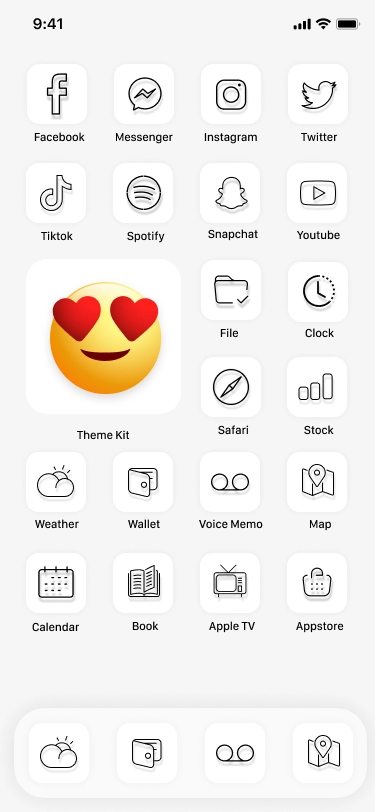 9:41
Facebook
Messenger
Instagram
Twitter
Tiktok
Spotify
Snapchat
Youtube
File
Clock
Safari
Stock
Theme Kit
Weather
Wallet
Voice Memo
Map
Calendar
Book
Apple TV
Appstore